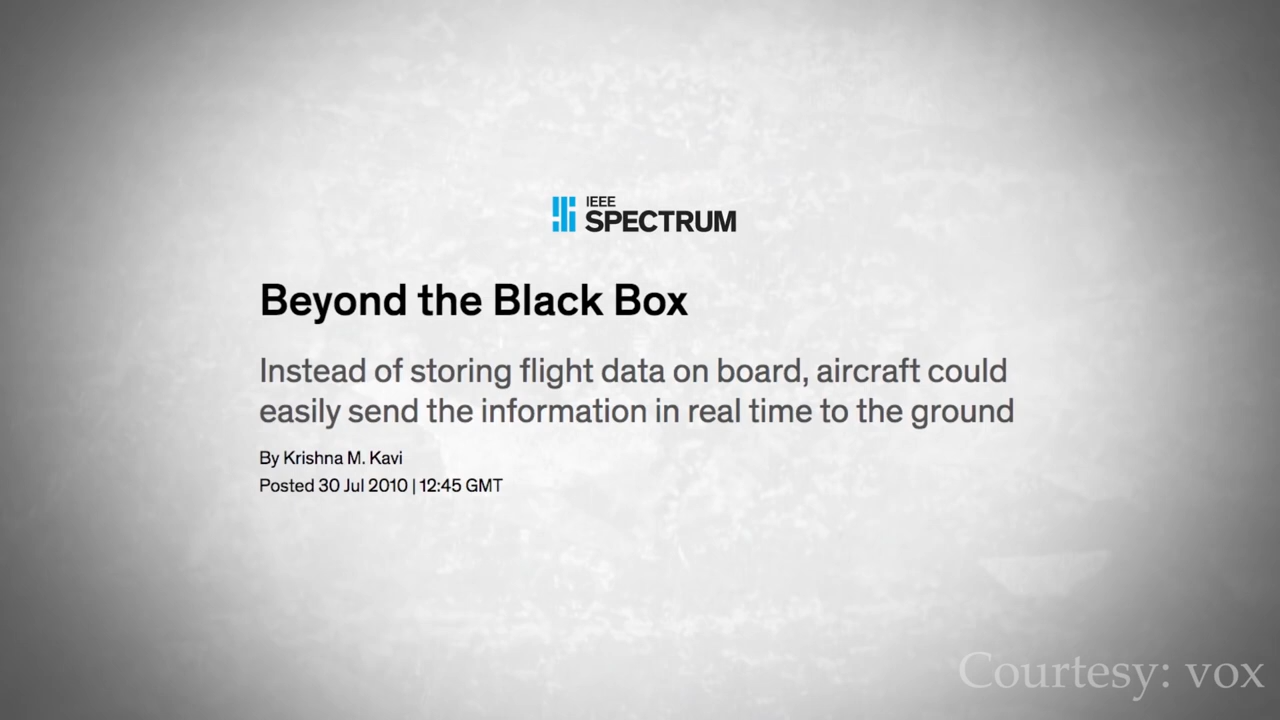 IEEE
SPECTRUM
Beyond the Black Box
Instead of storing flight data on board, aircraft could
easily send the information in real time to the ground
By Krishna M. Kavi
Posted 30 Jul 2010 | 12:45 GMT
Courtesy: vox